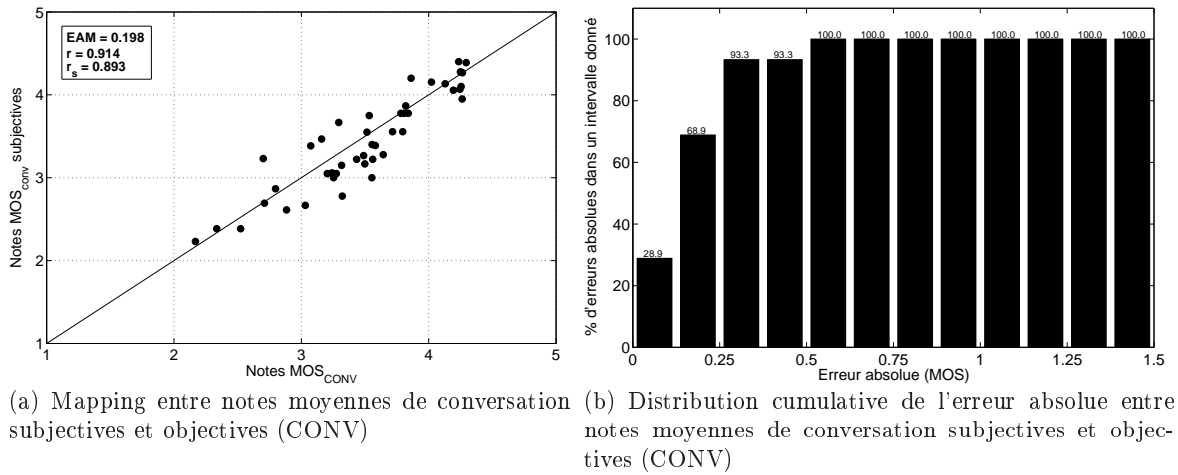 EAM = 0.198
r = 0.914
r_s = 0.893
5
4
3
2
1
1
2
3
4
5
Notes MOS_conv subjectives
Notes MOS_CONV
(a) Mapping entre notes moyennes de conversation
subjectives et objectives (CONV)
100
80
60
40
20
0
% d'erreurs absolues dans un intervalle donné
28.9
68.9
93.3
93.3
100.0
100.0
100.0
100.0
100.0
100.0
100.0
100.0
0
0.25
0.5
0.75
1
1.25
1.5
Erreur absolue (MOS)
(b) Distribution cumulative de l'erreur absolue entre
notes moyennes de conversation subjectives et objec-
tives (CONV)